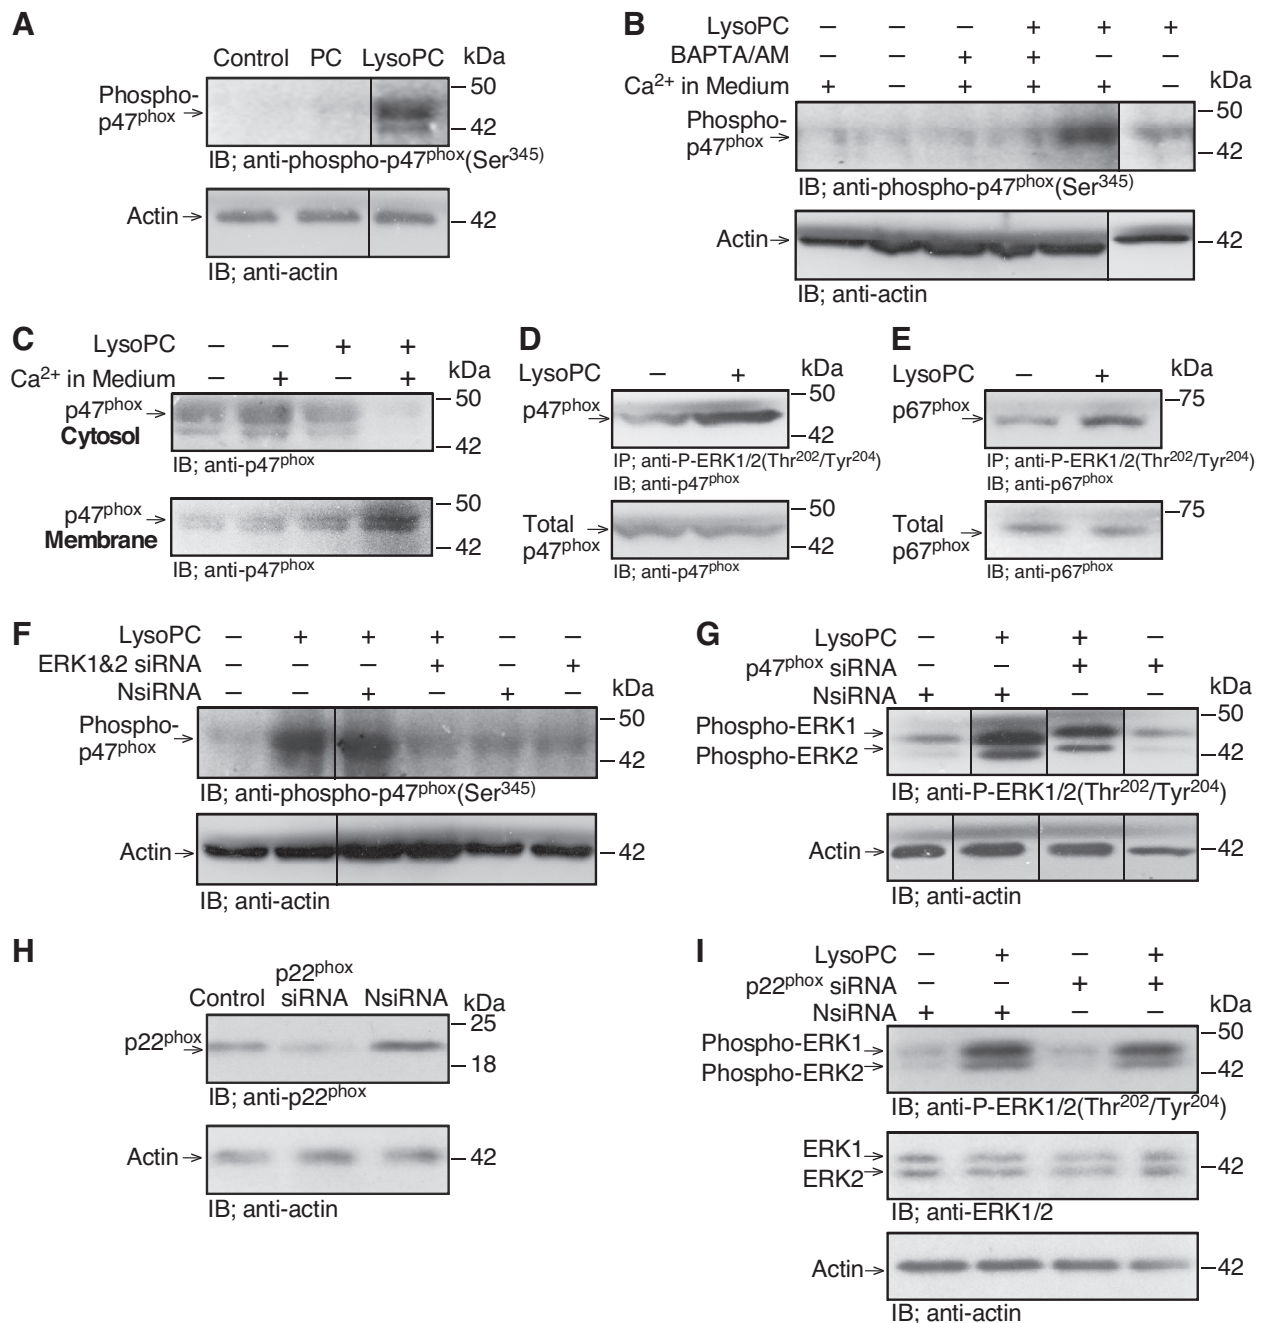 A
Control PC LysoPC kDa
Phospho-
p47phox → 50
42
IB; anti-phospho-p47phox(Ser345)
Actin→ 42
IB; anti-actin
B
LysoPC − − − + + +
BAPTA/AM − − + + − −
Ca2+ in Medium + − + + + −
kDa
Phospho-
p47phox → 50
42
IB; anti-phospho-p47phox(Ser345)
Actin→ 42
IB; anti-actin
C
LysoPC − − + +
Ca2+ in Medium − + − +
kDa
p47phox → 50
Cytosol 42
IB; anti-p47phox
p47phox → 50
Membrane 42
IB; anti-p47phox
D
LysoPC − +
kDa
p47phox → 50
42
IP; anti-P-ERK1/2(Thr202/Tyr204)
IB; anti-p47phox
Total → 50
p47phox 42
IB; anti-p47phox
E
LysoPC − +
kDa
p67phox → 75
IP; anti-P-ERK1/2(Thr202/Tyr204)
IB; anti-p67phox
Total → 75
p67phox
IB; anti-p67phox
F
LysoPC − + + + − −
ERK1&2 siRNA − − − + − +
NsiRNA − − + − + −
kDa
Phospho- → 50
p47phox 42
IB; anti-phospho-p47phox(Ser345)
Actin→ 42
IB; anti-actin
G
LysoPC − + + −
p47phox siRNA − − + +
NsiRNA + + − −
kDa
Phospho-ERK1 → 50
Phospho-ERK2 → 42
IB; anti-P-ERK1/2(Thr202/Tyr204)
Actin→ 42
IB; anti-actin
H
p22phox
Control siRNA NsiRNA kDa
p22phox → 25
18
IB; anti-p22phox
Actin→ 42
IB; anti-actin
I
LysoPC − + − +
p22phox siRNA − − + +
NsiRNA + + − −
kDa
Phospho-ERK1→ 50
Phospho-ERK2→ 42
IB; anti-P-ERK1/2(Thr202/Tyr204)
ERK1→ 42
ERK2→
IB; anti-ERK1/2
Actin→ 42
IB; anti-actin